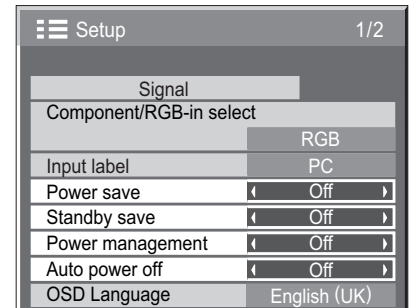 Setup 1/2
Signal
Component/RGB-in select
RGB
Input label PC
Power save Off
Standby save Off
Power management Off
Auto power off Off
OSD Language English (UK)